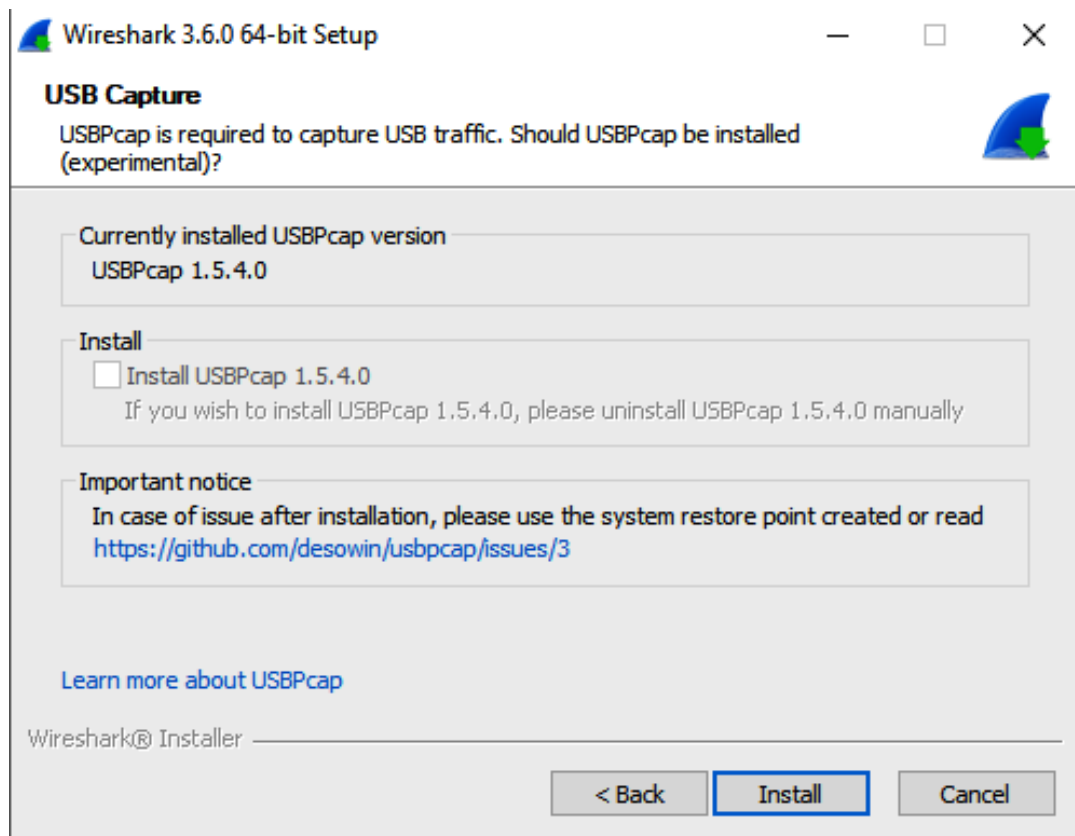 Wireshark 3.6.0 64-bit Setup
USB Capture
USBPcap is required to capture USB traffic. Should USBPcap be installed
(experimental)?
Currently installed USBPcap version
USBPcap 1.5.4.0
Install
Install USBPcap 1.5.4.0
If you wish to install USBPcap 1.5.4.0, please uninstall USBPcap 1.5.4.0 manually
Important notice
In case of issue after installation, please use the system restore point created or read
https://github.com/desowin/usbpcap/issues/3
Learn more about USBPcap
Wireshark® Installer
< Back
Install
Cancel